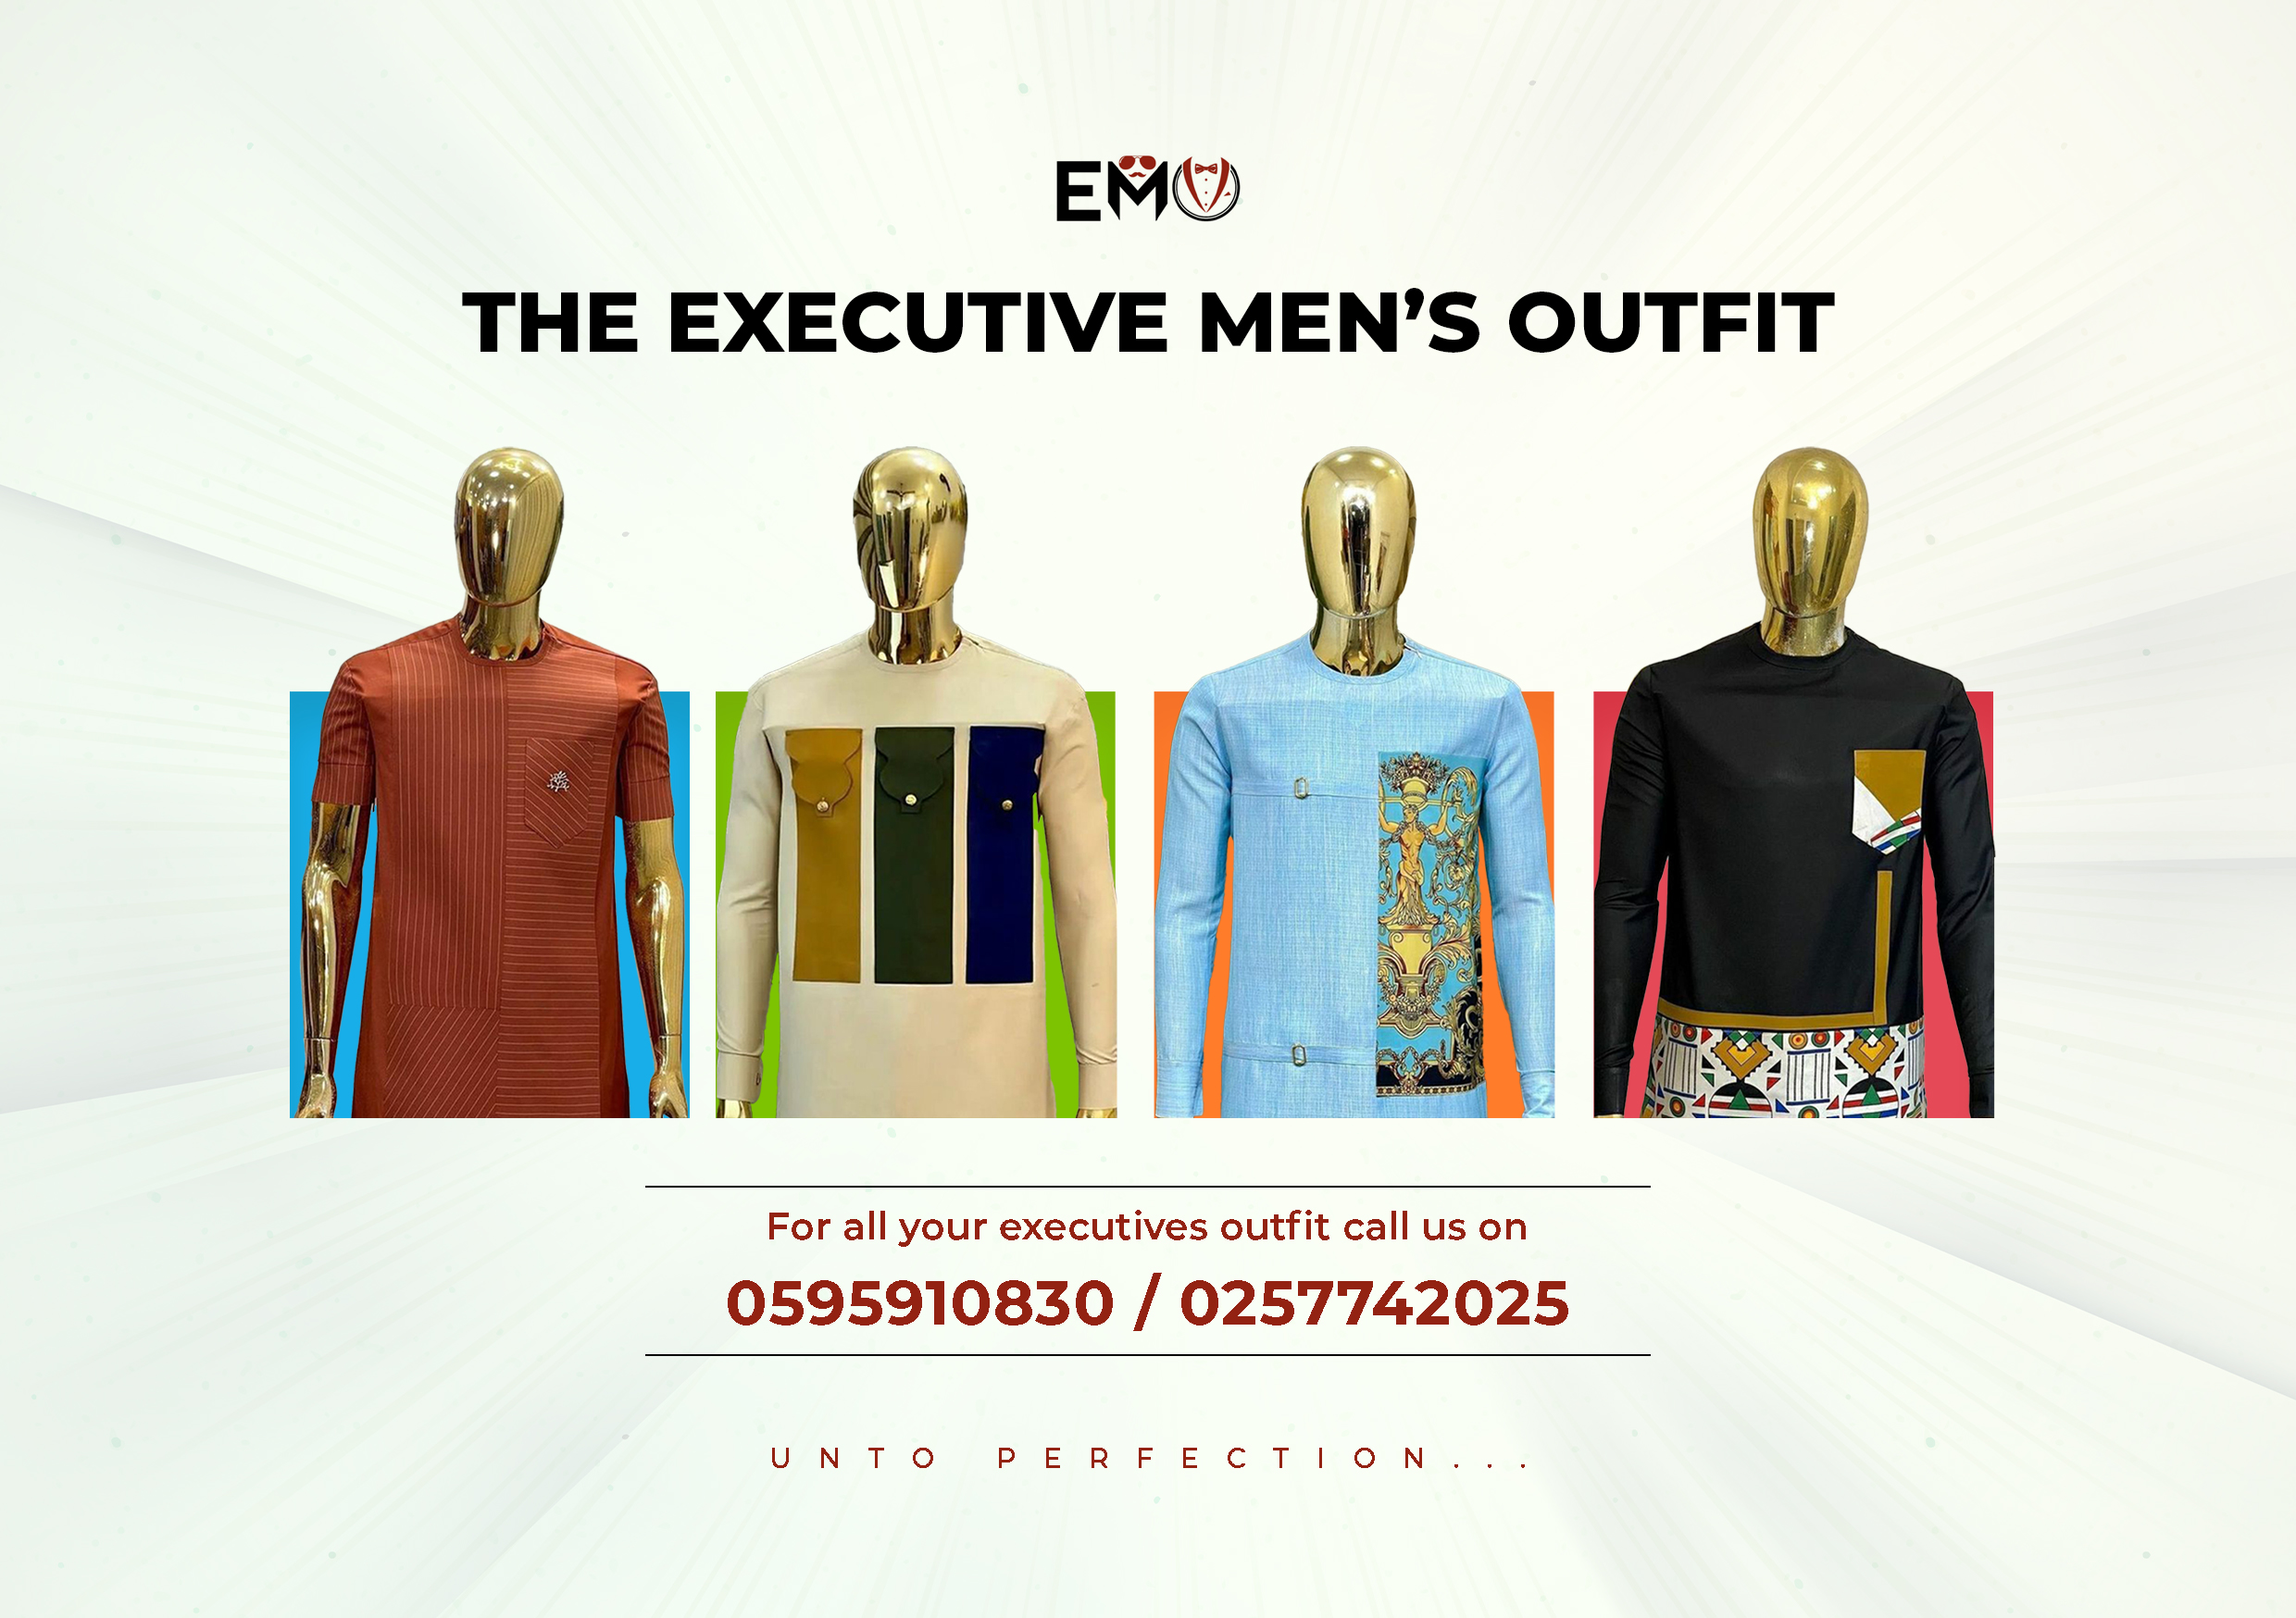 EMO
THE EXECUTIVE MEN’S OUTFIT
For all your executives outfit call us on
0595910830 / 0257742025
UNTO PERFECTION...